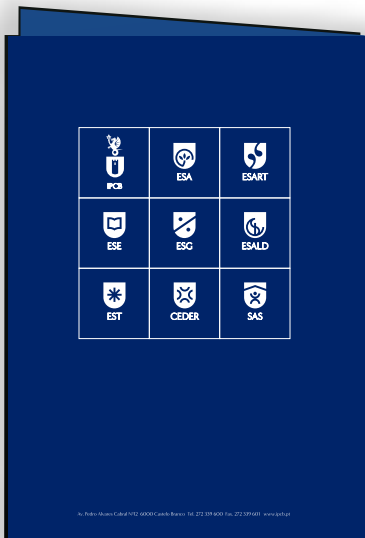 IPCB ESA ESART
ESE ESG ESALD
EST CEDER SAS
Av. Pedro Álvares Cabral Nº12 6000 Castelo Branco Tel: 272 339 600 Fax. 272 339 601 www.ipcb.pt